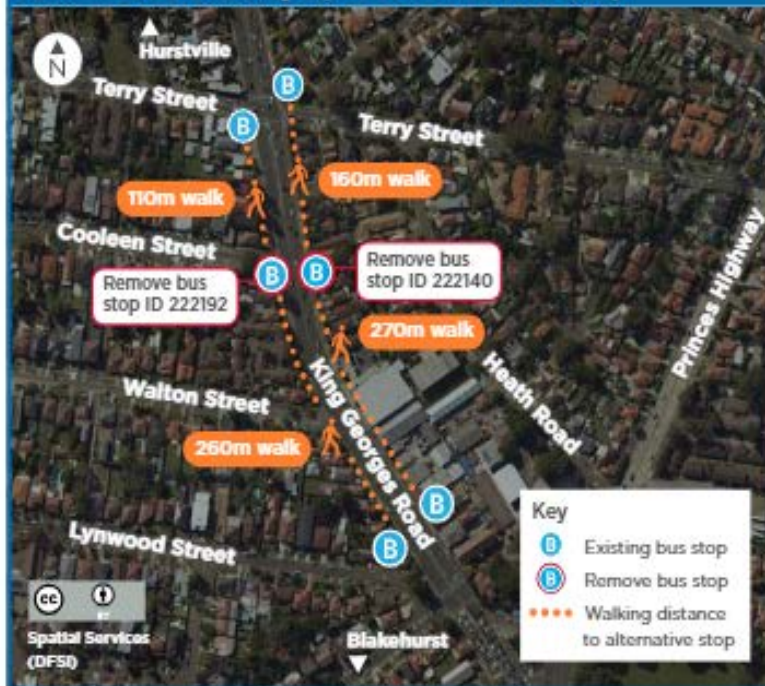 Hurstville
N
Terry Street
B
B
Terry Street
160m walk
110m walk
Cooleen Street
Remove bus
stop ID 222140
B
B
Remove bus
stop ID 222192
270m walk
Princes Highway
Heath Road
Walton Street
King Georges Road
260m walk
B
B
Lynwood Street
Key
B Existing bus stop
B Remove bus stop
Walking distance
to alternative stop
cc
Spatial Services
(DFSI)
Blakehurst